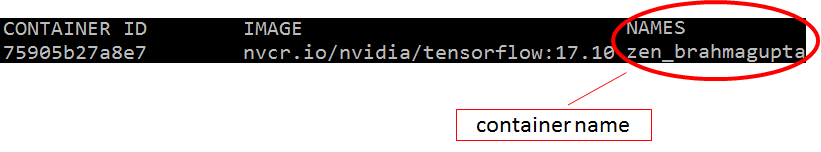 CONTAINER ID IMAGE NAMES
75905b27a8e7 nvcr.io/nvidia/tensorflow:17.10 zen_brahmagupta
container name